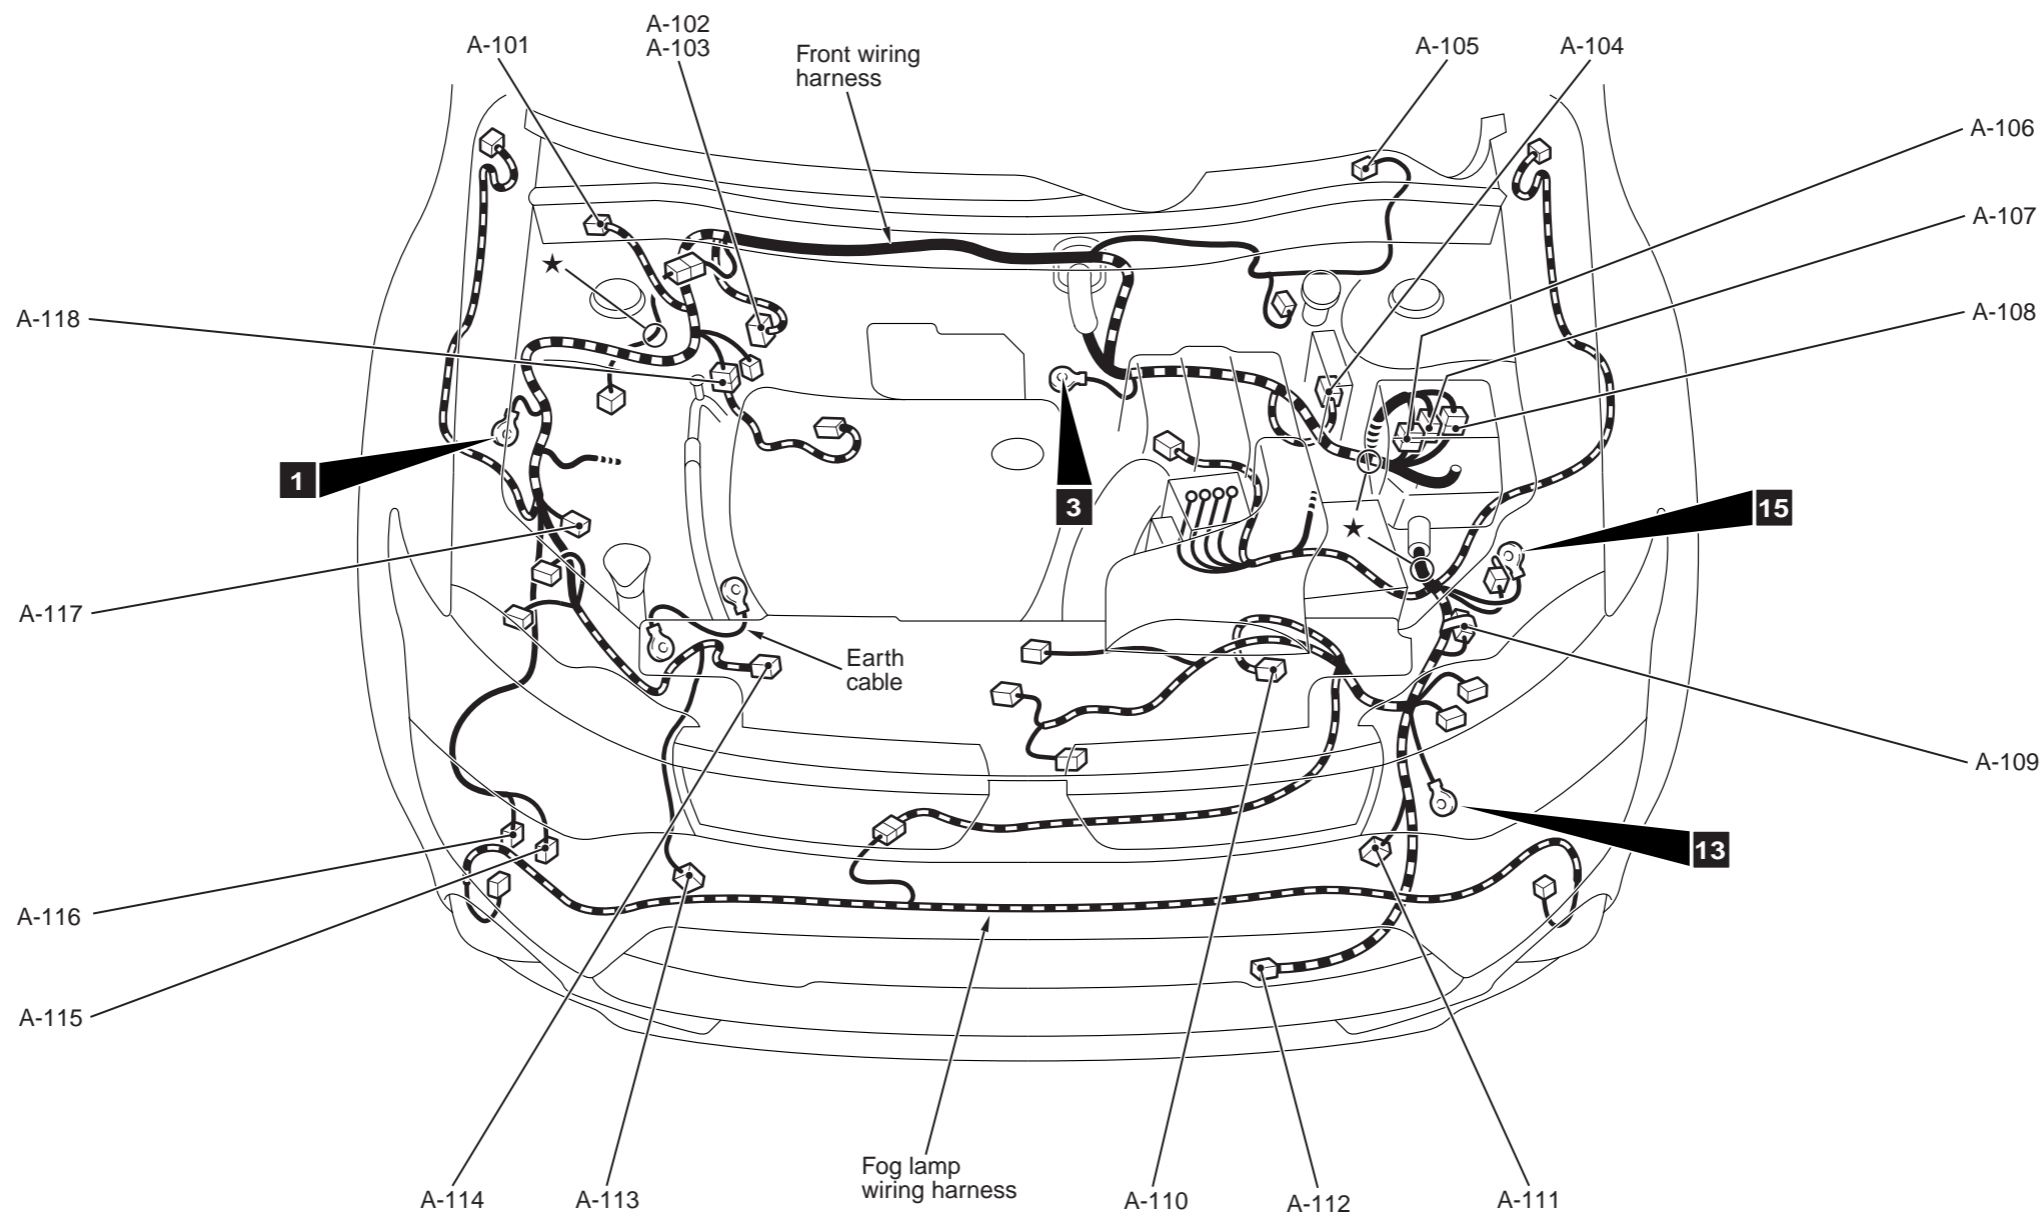 A-102
A-101
A-103
Front wiring
harness
A-105
A-104
A-106
A-107
★
A-108
A-118
1
3
15
★
A-117
Earth
cable
A-109
13
A-116
A-115
Fog lamp
wiring harness
A-114
A-113
A-110
A-112
A-111